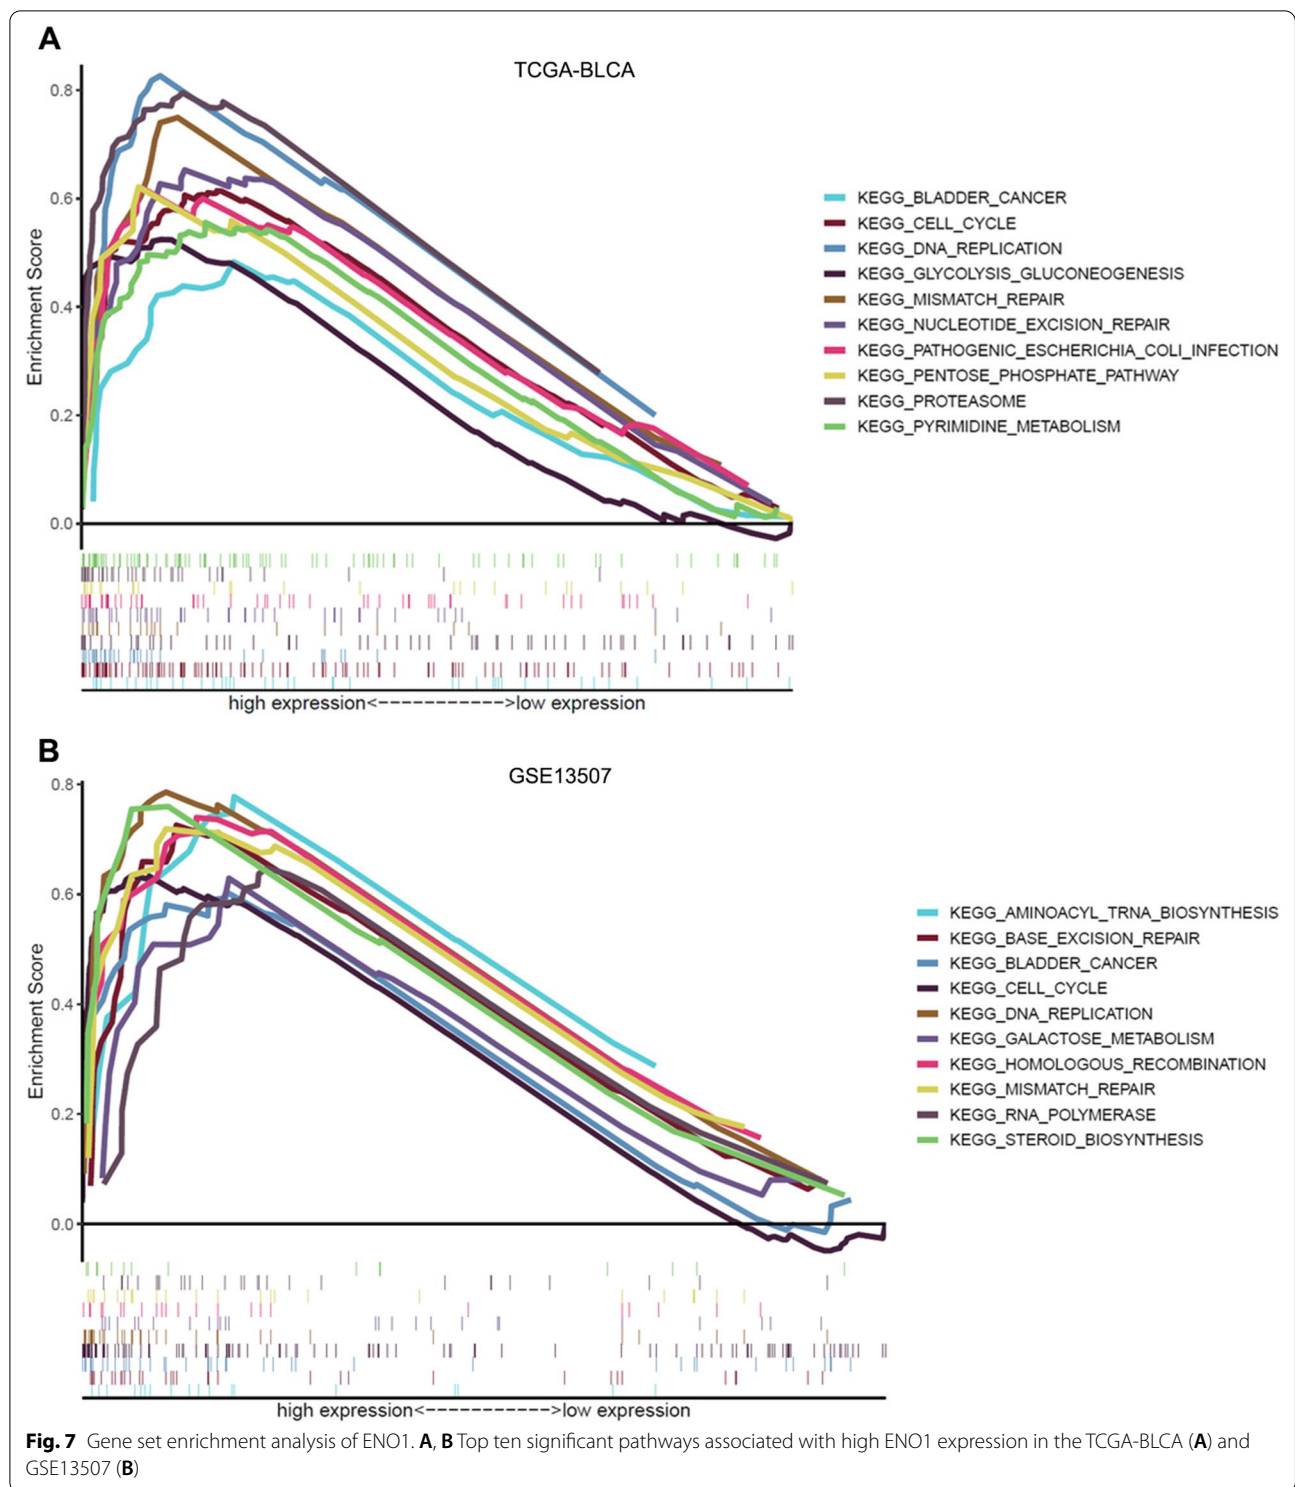 A
TCGA-BLCA
0.8
0.6
0.4
0.2
0.0
Enrichment Score
KEGG_BLADDER_CANCER
KEGG_CELL_CYCLE
KEGG_DNA_REPLICATION
KEGG_GLYCOLYSIS_GLUCONEOGENESIS
KEGG_MISMATCH_REPAIR
KEGG_NUCLEOTIDE_EXCISION_REPAIR
KEGG_PATHOGENIC_ESCHERICHIA_COLI_INFECTION
KEGG_PENTOSE_PHOSPHATE_PATHWAY
KEGG_PROTEASOME
KEGG_PYRIMIDINE_METABOLISM
high expression<------------->low expression
B
GSE13507
0.8
0.6
0.4
0.2
0.0
Enrichment Score
KEGG_AMINOACYL_TRNA_BIOSYNTHESIS
KEGG_BASE_EXCISION_REPAIR
KEGG_BLADDER_CANCER
KEGG_CELL_CYCLE
KEGG_DNA_REPLICATION
KEGG_GALACTOSE_METABOLISM
KEGG_HOMOLOGOUS_RECOMBINATION
KEGG_MISMATCH_REPAIR
KEGG_RNA_POLYMERASE
KEGG_STEROID_BIOSYNTHESIS
high expression<------------->low expression
Fig. 7 Gene set enrichment analysis of ENO1. A, B Top ten significant pathways associated with high ENO1 expression in the TCGA-BLCA (A) and
GSE13507 (B)